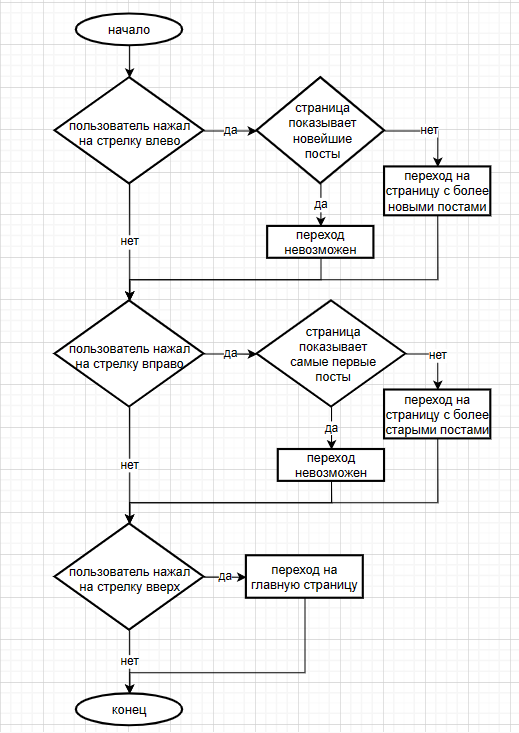 начало
пользователь нажал
на стрелку влево
да
страница
показывает
новейшие
посты
нет
переход на
страницу с более
новыми постами
да
переход
невозможен
нет
пользователь нажал
на стрелку вправо
да
страница
показывает
самые первые
посты
нет
переход на
страницу с более
старыми постами
да
переход
невозможен
нет
пользователь нажал
на стрелку вверх
да
переход на
главную страницу
нет
конец